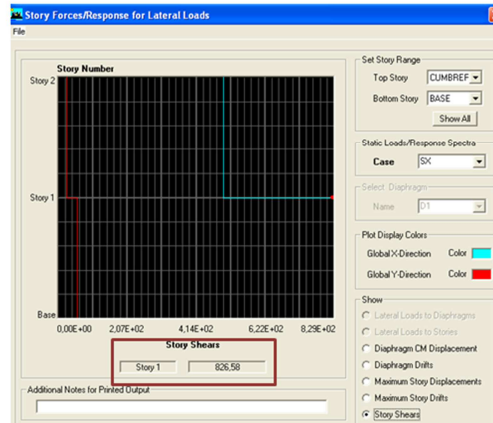 Story Forces/Response for Lateral Loads
File
Story Number
Story 2
Story 1
Base
0,00E+00 2,07E+02 4,14E+02 6,22E+02 8,29E+02
Story Shears
Story 1 826,58
Additional Notes for Printed Output
Set Story Range
Top Story CUMBREF
Bottom Story BASE
Show All
Static Loads/Response Spectra
Case SX
Select Diaphragm
Name D1
Plot Display Colors
Global X-Direction Color
Global Y-Direction Color
Show
Lateral Loads to Diaphragms
Lateral Loads to Stories
Diaphragm CM Displacement
Diaphragm Drifts
Maximum Story Displacements
Maximum Story Drifts
Story Shears